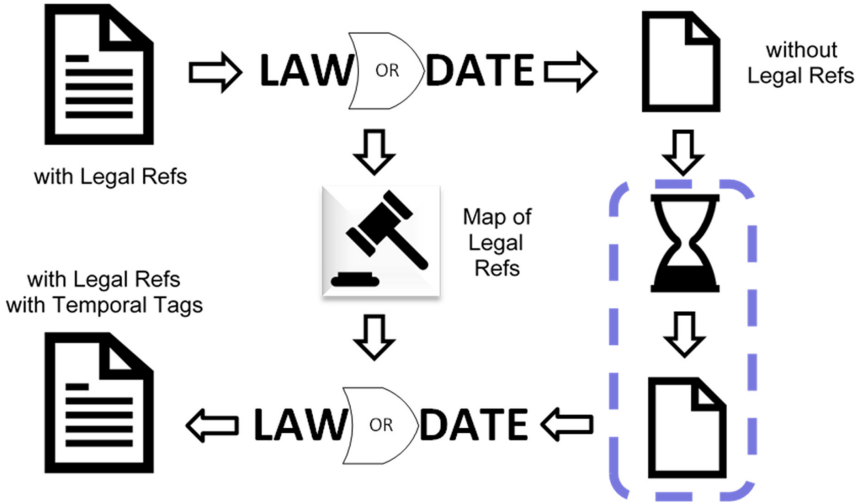 LAW OR DATE
without
Legal Refs
with Legal Refs
Map of
Legal
Refs
with Legal Refs
with Temporal Tags
LAW OR DATE